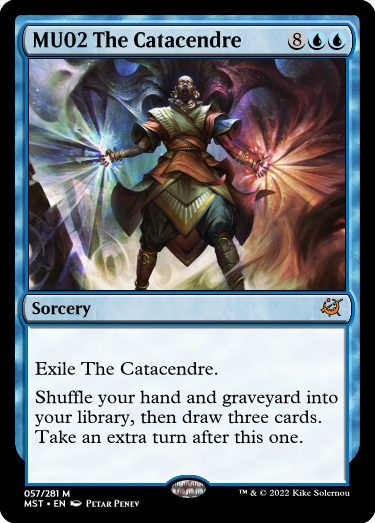 MU02 The Catacendre 8
Sorcery
Exile The Catacendre.
Shuffle your hand and graveyard into
your library, then draw three cards.
Take an extra turn after this one.
057/281 M
MST • EN Petar Penev
™ & © 2022 Kike Solernou